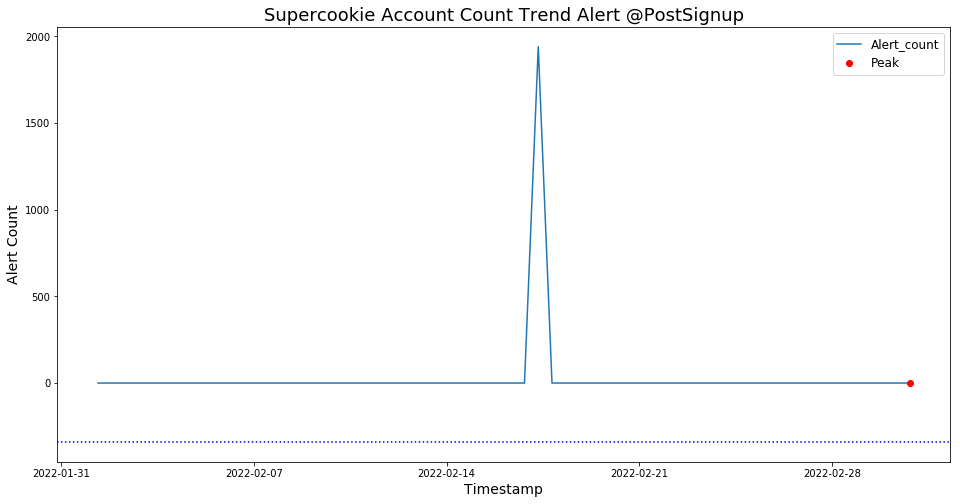 Supercookie Account Count Trend Alert @PostSignup
Alert_count
Peak
2000
1500
1000
500
0
Alert Count
2022-01-31
2022-02-07
2022-02-14
2022-02-21
2022-02-28
Timestamp